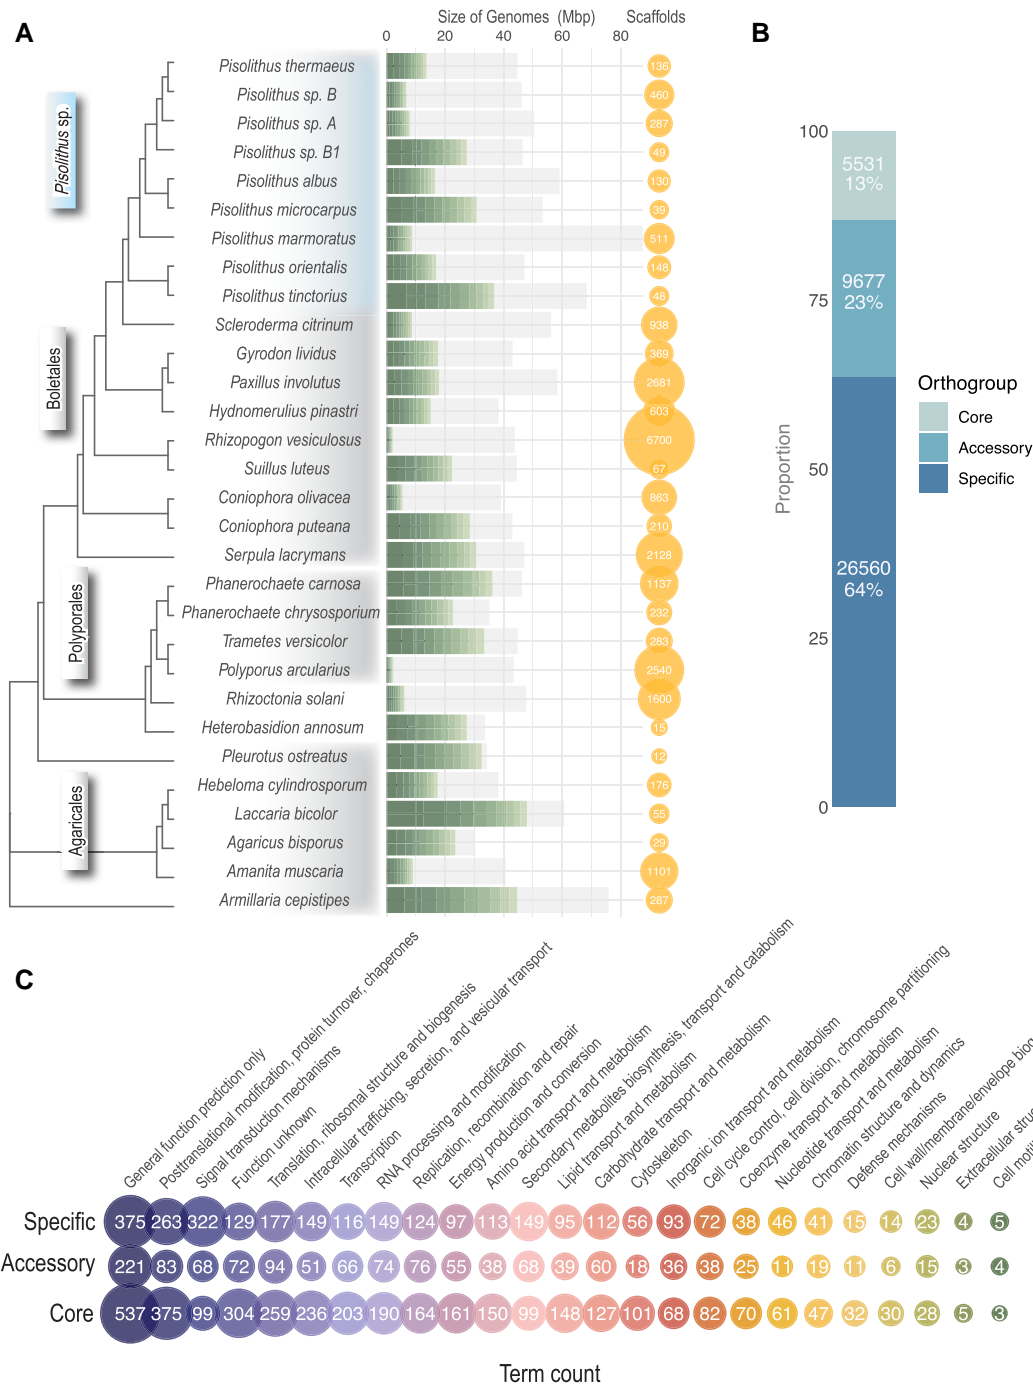 A
Size of Genomes (Mbp)
Scaffolds
0 20 40 60 80
Pisolithus sp.
Boletales
Polyporales
Agaricales
Pisolithus thermaeus 136
Pisolithus sp. B 460
Pisolithus sp. A 287
Pisolithus sp. B1 49
Pisolithus albus 130
Pisolithus microcarpus 39
Pisolithus marmoratus 511
Pisolithus orientalis 148
Pisolithus tinctorius 48
Scleroderma citrinum 938
Gyrodon lividus 369
Paxillus involutus 2681
Hydnomerulius pinastri 603
Rhizopogon vesiculosus 6700
Suillus luteus 67
Coniophora olivacea 863
Coniophora puteana 210
Serpula lacrymans 2128
Phanerochaete carnosa 1137
Phanerochaete chrysosporium 232
Trametes versicolor 283
Polyporus arcularius 2540
Rhizoctonia solani 1600
Heterobasidion annosum 15
Pleurotus ostreatus 12
Hebeloma cylindrosporum 176
Laccaria bicolor 55
Agaricus bisporus 29
Amanita muscaria 1101
Armillaria cepistipes 287
B
Proportion
100
75
50
25
0
5531
13%
9677
23%
26560
64%
Orthogroup
Core
Accessory
Specific
C
General function prediction only
Posttranslational modification, protein turnover, chaperones
Signal transduction mechanisms
Function unknown
Translation, ribosomal structure and biogenesis
Intracellular trafficking, secretion, and vesicular transport
Transcription
RNA processing and modification
Replication, recombination and repair
Energy production and conversion
Amino acid transport and metabolism
Secondary metabolites biosynthesis, transport and catabolism
Lipid transport and metabolism
Carbohydrate transport and metabolism
Cytoskeleton
Inorganic ion transport and metabolism
Cell cycle control, cell division, chromosome partitioning
Coenzyme transport and metabolism
Nucleotide transport and metabolism
Chromatin structure and dynamics
Defense mechanisms
Cell wall/membrane/envelope biog
Nuclear structure
Extracellular struc
Cell motil
Specific 375 263 322 129 177 149 116 149 124 97 113 149 95 112 56 93 72 38 46 41 15 14 23 4 5
Accessory 221 83 68 72 94 51 66 74 76 55 38 68 39 60 18 36 38 25 11 19 11 6 15 3 4
Core 537 375 99 304 259 236 203 190 164 161 150 99 148 127 101 68 82 70 61 47 32 30 28 5 3
Term count